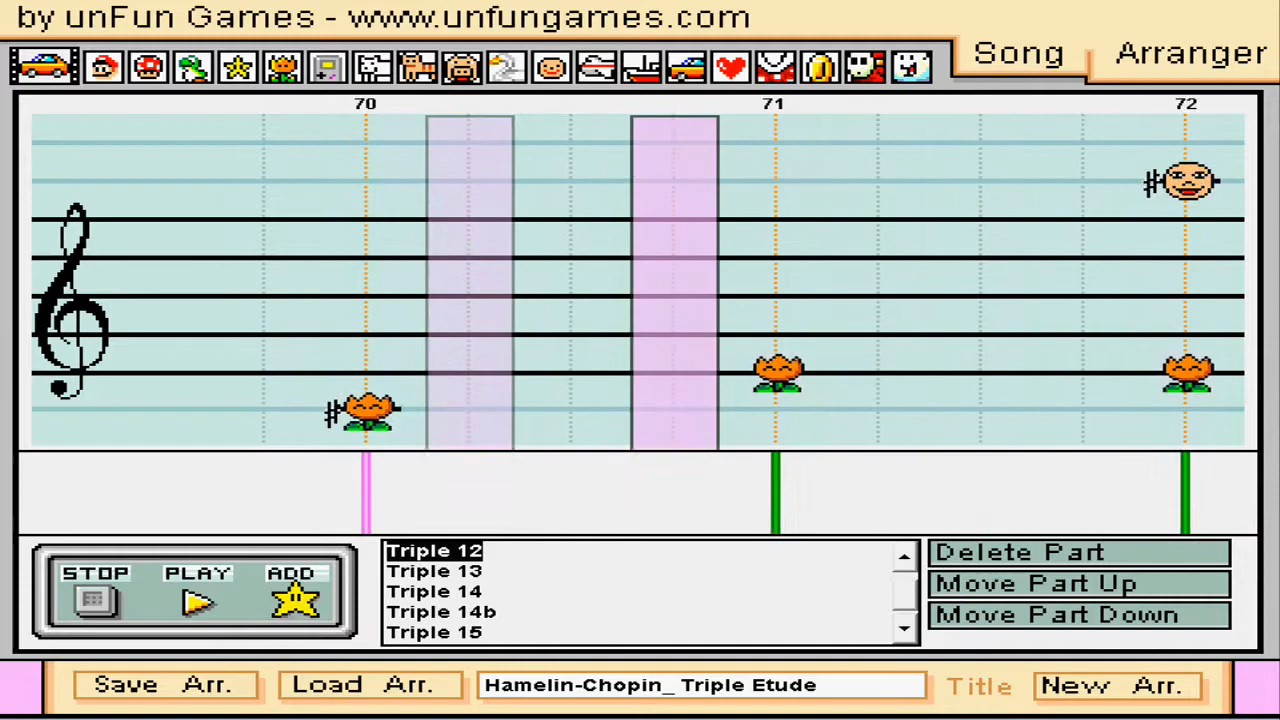 by unFun Games - www.unfungames.com
Song
Arranger
70
71
72
STOP
PLAY
ADD
Triple 12
Triple 13
Triple 14
Triple 14b
Triple 15
Delete Part
Move Part Up
Move Part Down
Save Arr.
Load Arr.
Hamelin-Chopin_ Triple Etude
Title
New Arr.